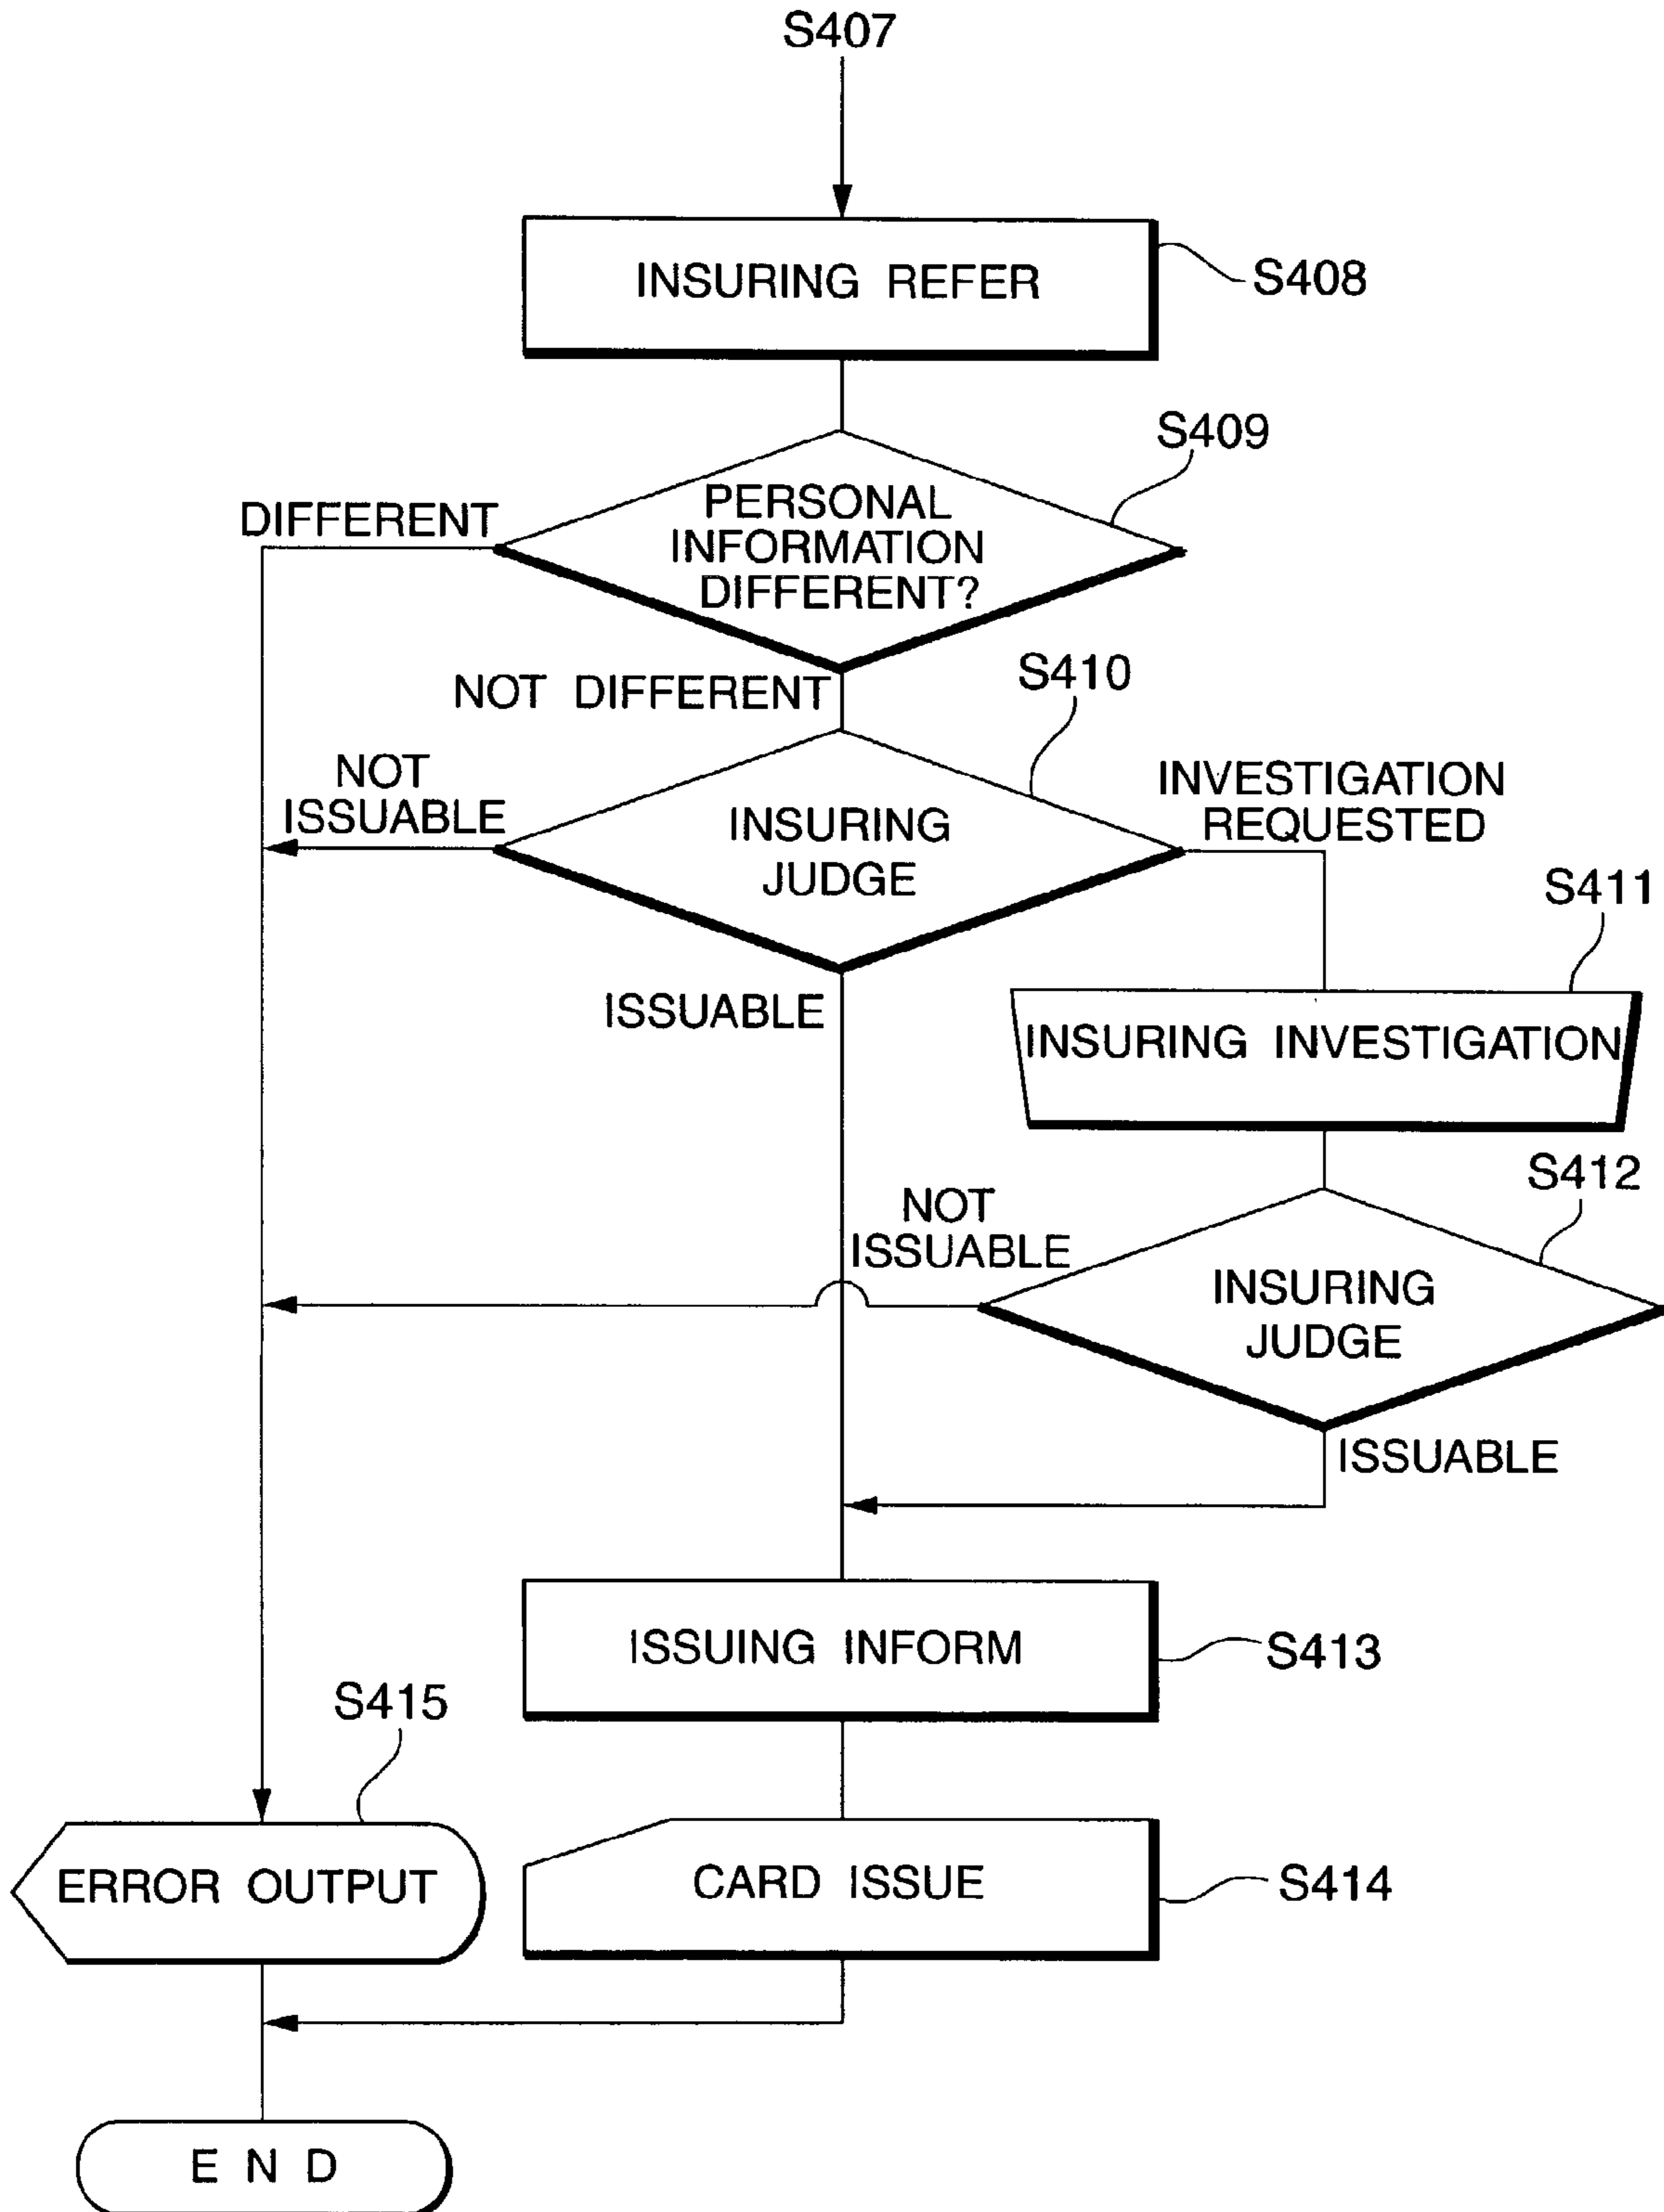 S407
INSURING REFER
S408
S409
PERSONAL
INFORMATION
DIFFERENT?
DIFFERENT
NOT DIFFERENT
S410
NOT
ISSUABLE
INSURING
JUDGE
INVESTIGATION
REQUESTED
S411
ISSUABLE
INSURING INVESTIGATION
S412
NOT
ISSUABLE
INSURING
JUDGE
ISSUABLE
ISSUING INFORM
S413
S415
ERROR OUTPUT
CARD ISSUE
S414
END